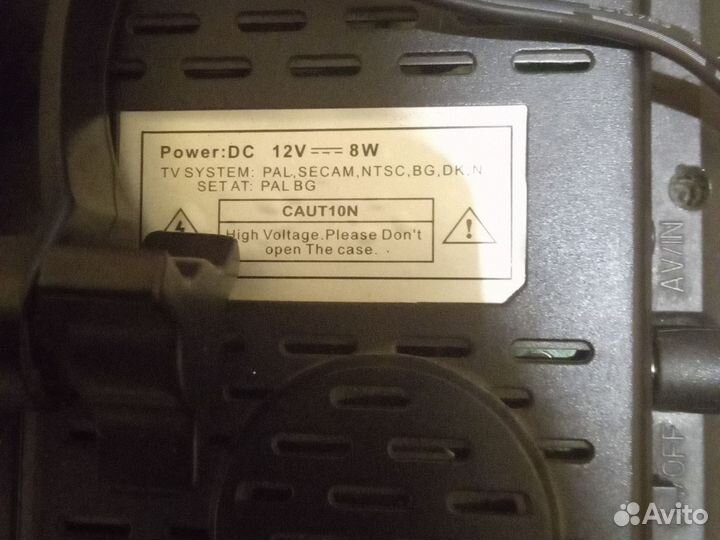 Power:DC 12V 8W
TV SYSTEM: PAL,SECAM,NTSC,BG,DK,N
SET AT: PAL BG
CAUT10N
High Voltage.Please Don't
open The case.
AV/IN
/OFF
Avito